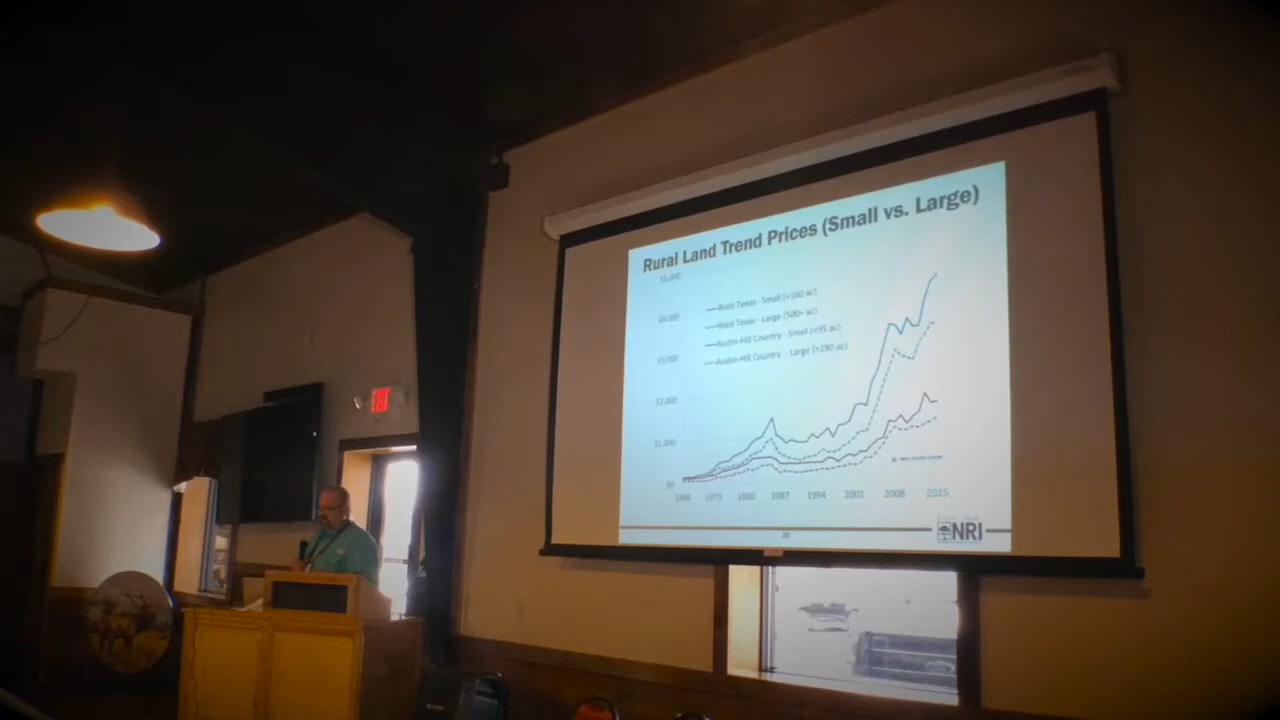 EXIT
Rural Land Trend Prices (Small vs. Large)
$5,000
West Texas - Small (<160 ac)
$4,000
West Texas - Large (500+ ac)
Austin-Hill Country - Small (<95 ac)
$3,000
Austin-Hill Country - Large (>280 ac)
$2,000
$1,000
$0
1966 1973 1980 1987 1994 2001 2008 2015
NRI